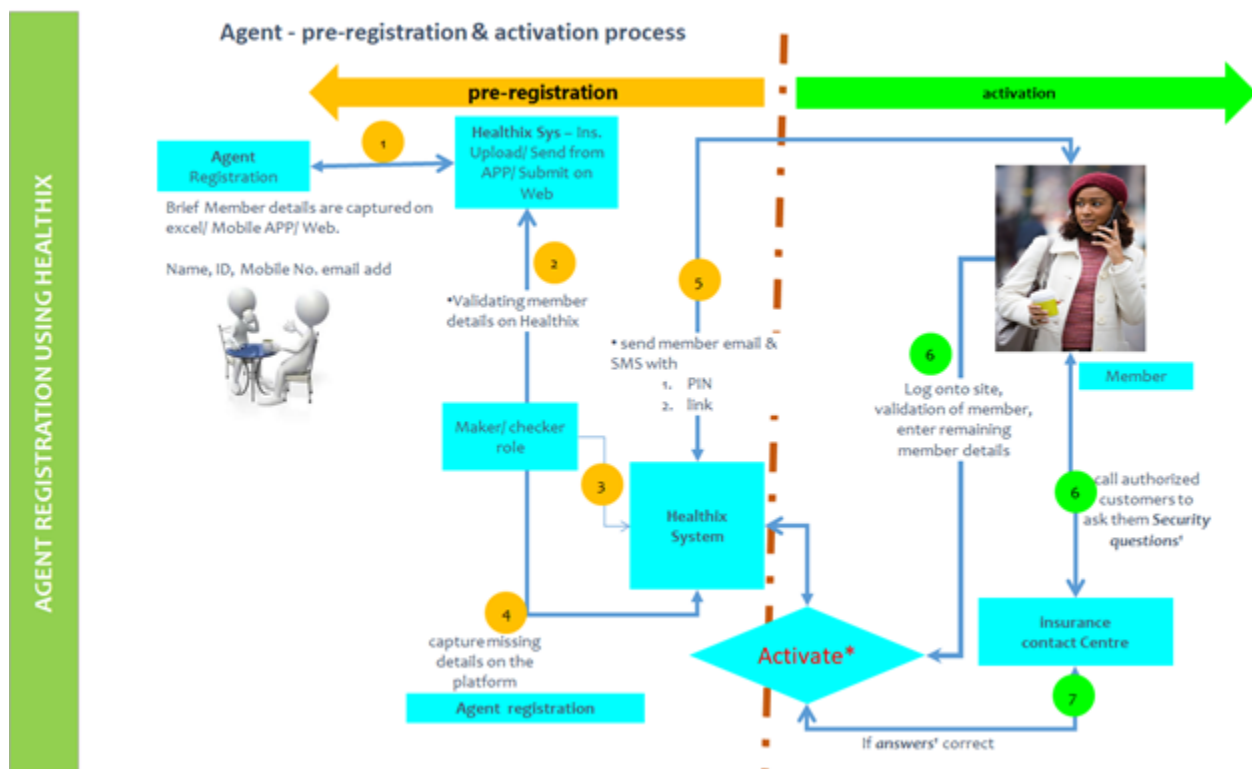 AGENT REGISTRATION USING HEALTHIX
Agent - pre-registration & activation process
pre-registration
activation
Agent
Registration
1
Healthix Sys – Ins.
Upload/ Send from
APP/ Submit on
Web
Brief Member details are captured on
excel/ Mobile APP/ Web.
Name, ID, Mobile No. email add
2
*Validating member
details on Healthix
5
* send member email &
SMS with
1. PIN
2. link
Maker/ checker
role
3
Healthix
System
4
capture missing
details on the
platform
Agent registration
Member
6
Log onto site,
validation of member,
enter remaining
member details
6
call authorized
customers to
ask them Security
questions'
Insurance
contact Centre
Activate*
7
If answers' correct